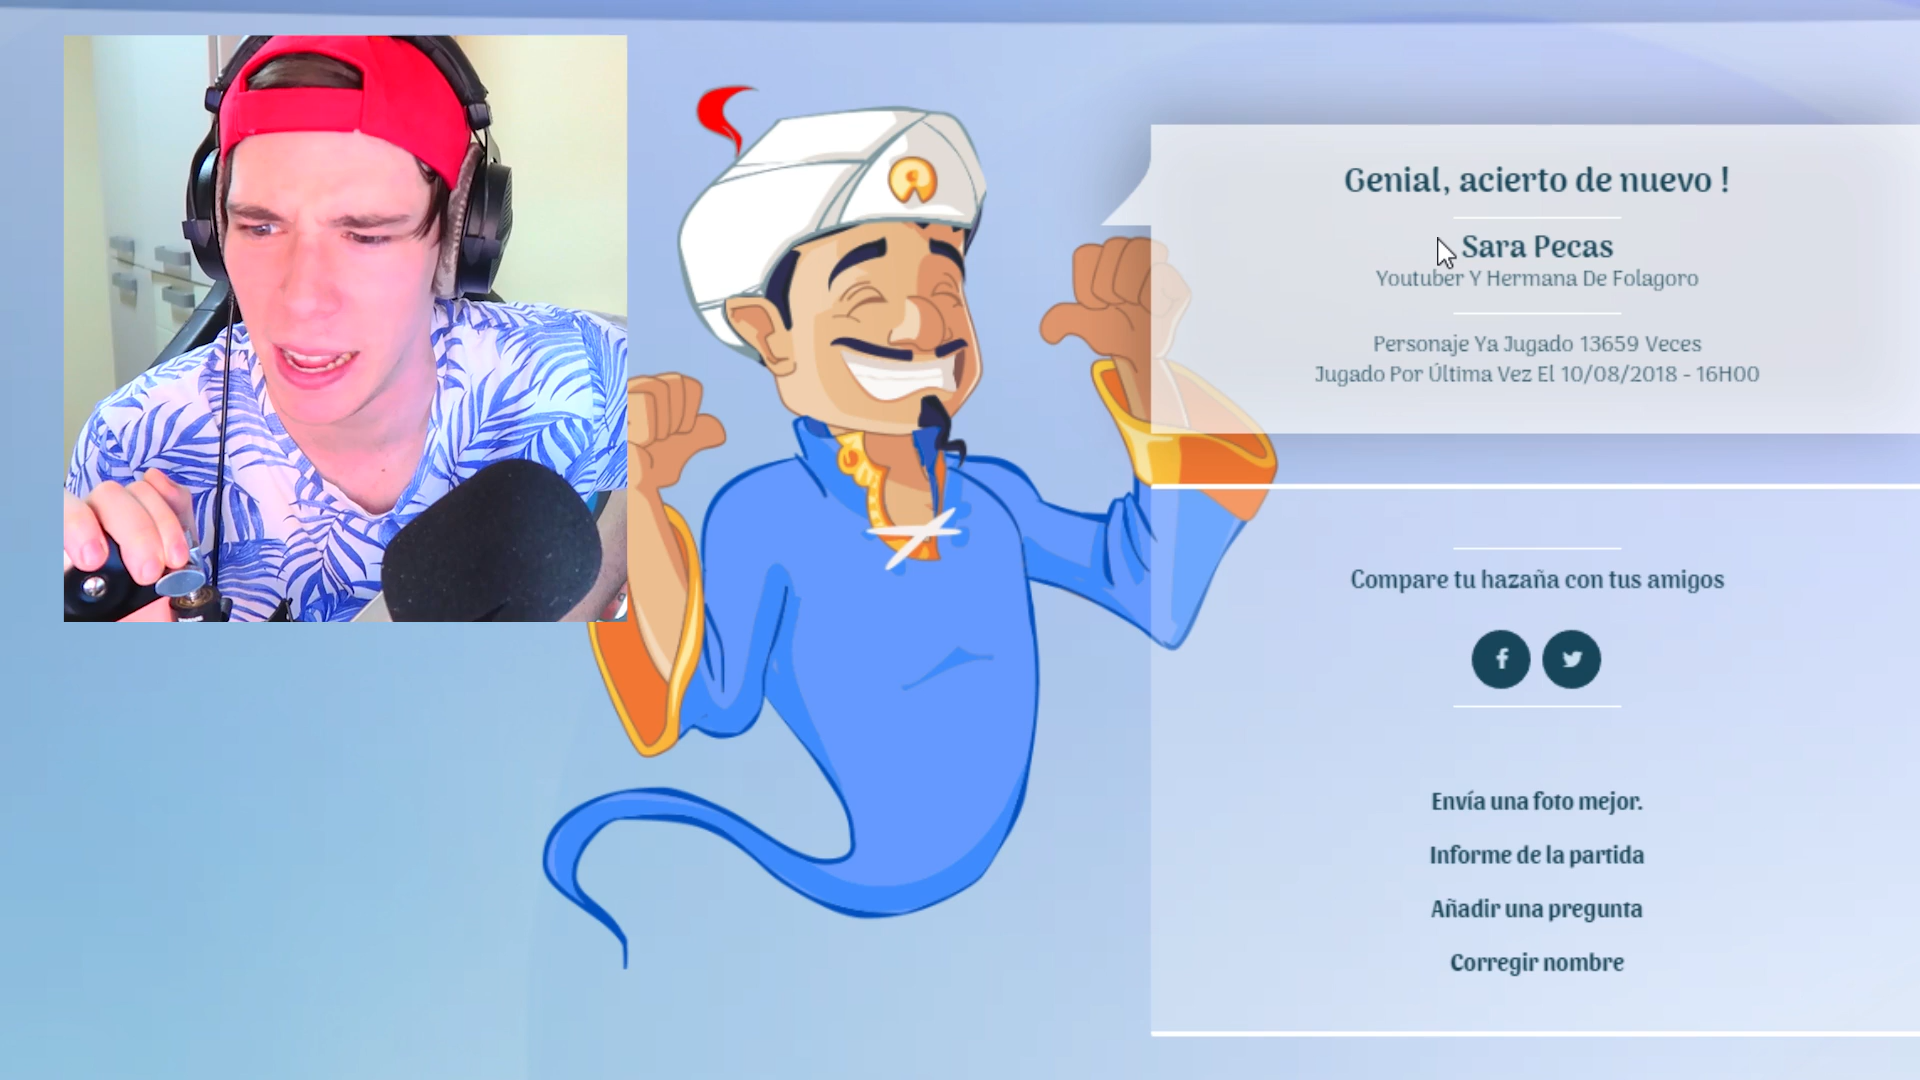 Genial, acierto de nuevo !
Sara Pecas
Youtuber Y Hermana De Folagoro
Personaje Ya Jugado 13659 Veces
Jugado Por Última Vez El 10/08/2018 - 16H00
Compare tu hazaña con tus amigos
Envía una foto mejor.
Informe de la partida
Añadir una pregunta
Corregir nombre